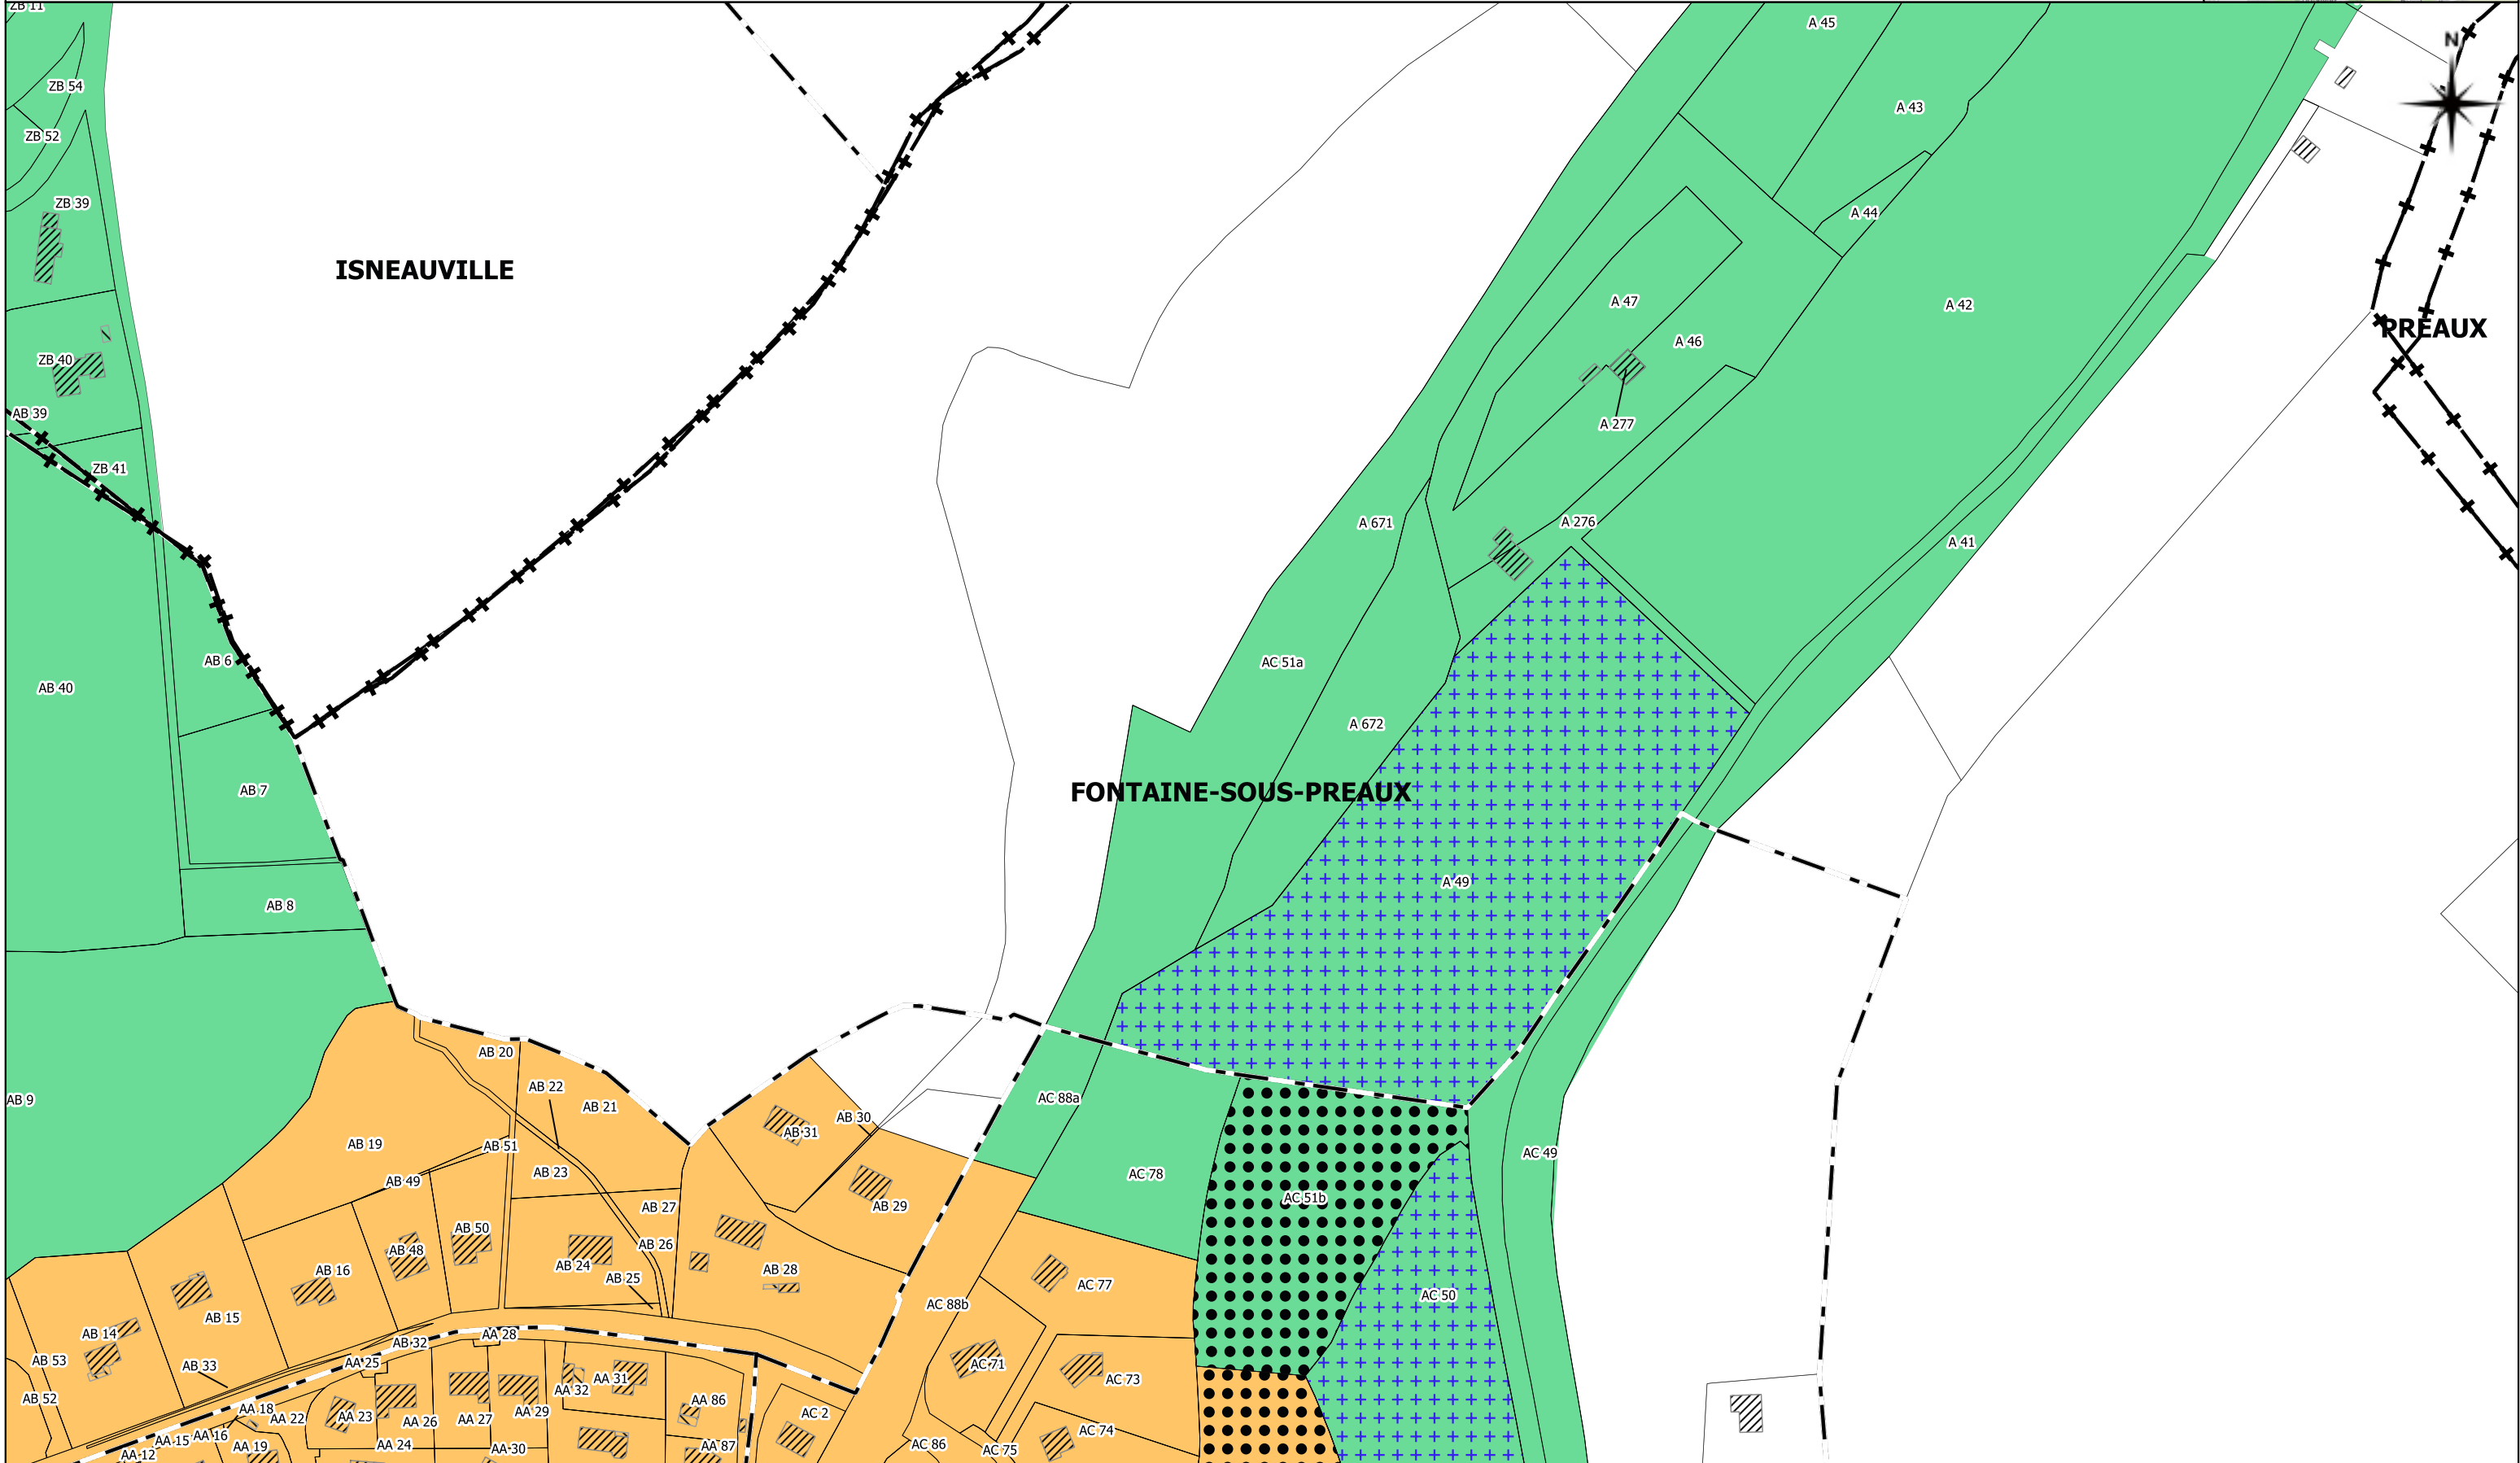 ZB 11
A 45
N
ZB 54
A 43
ZB 52
ZB 39
A 44
ISNEAUVILLE
A 47
A 42
PREAUX
A 46
ZB 40
AB 39
A 277
ZB 41
A 671
A 276
A 41
AB 6
AC 51a
AB 40
A 672
AB 7
FONTAINE-SOUS-PREAUX
A 49
AB 8
AB 20
AB 22
AC 88a
AB 9
AB 21
AB 30
AB 31
AB 19
AB 51
AC 49
AB 23
AC 78
AB 49
AC 51b
AB 27
AB 29
AB 50
AB 26
AB 48
AB 24
AB 16
AB 28
AB 25
AC 77
AC 50
AC 88b
AB 15
AB 14
AA 28
AB 32
AB 53
AB 33
AA 25
AC 71
AA 31
AC 73
AA 32
AB 52
AA 86
AA 18
AA 22
AA 23
AA 26
AA 27
AA 29
AC 2
AC 74
AA 16
AA 15
AA 19
AA 24
AA 30
AA 87
AC 86
AC 75
AA 12